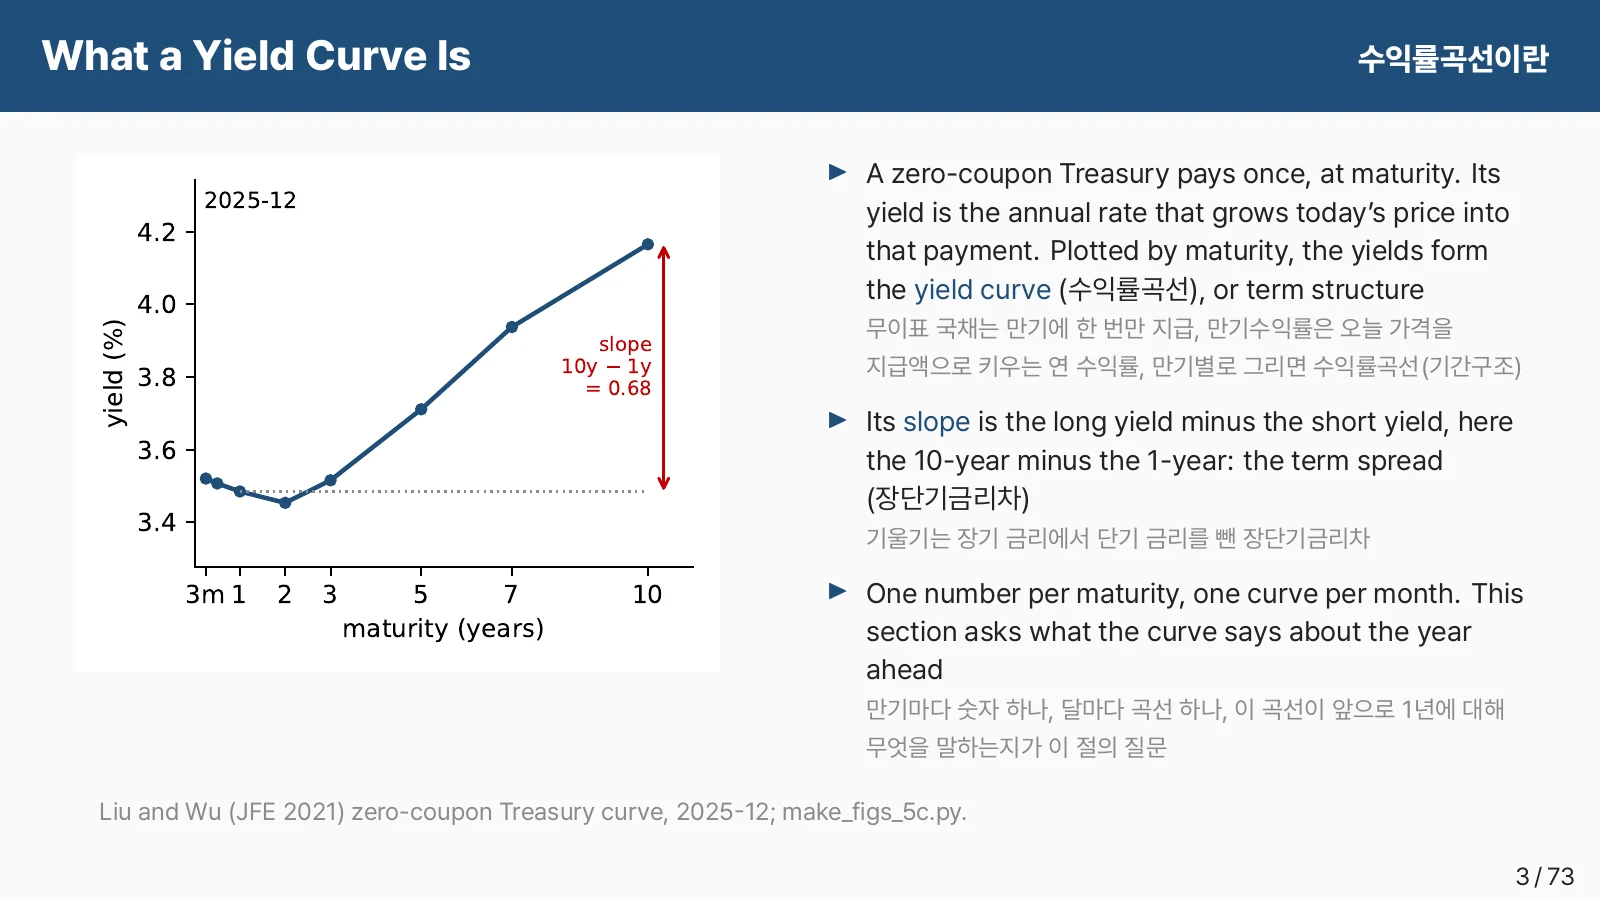 What a Yield Curve Is
수익률곡선이란
2025-12
4.2
4.0
3.8
3.6
3.4
yield (%)
slope
10y − 1y
= 0.68
3m 1 2 3 5 7 10
maturity (years)
A zero-coupon Treasury pays once, at maturity. Its
yield is the annual rate that grows today's price into
that payment. Plotted by maturity, the yields form
the yield curve (수익률곡선), or term structure
무이표 국채는 만기에 한 번만 지급, 만기수익률은 오늘 가격을
지급액으로 키우는 연 수익률, 만기별로 그리면 수익률곡선(기간구조)
Its slope is the long yield minus the short yield, here
the 10-year minus the 1-year: the term spread
(장단기금리차)
기울기는 장기 금리에서 단기 금리를 뺀 장단기금리차
One number per maturity, one curve per month. This
section asks what the curve says about the year
ahead
만기마다 숫자 하나, 달마다 곡선 하나, 이 곡선이 앞으로 1년에 대해
무엇을 말하는지가 이 절의 질문
Liu and Wu (JFE 2021) zero-coupon Treasury curve, 2025-12; make_figs_5c.py.
3 / 73